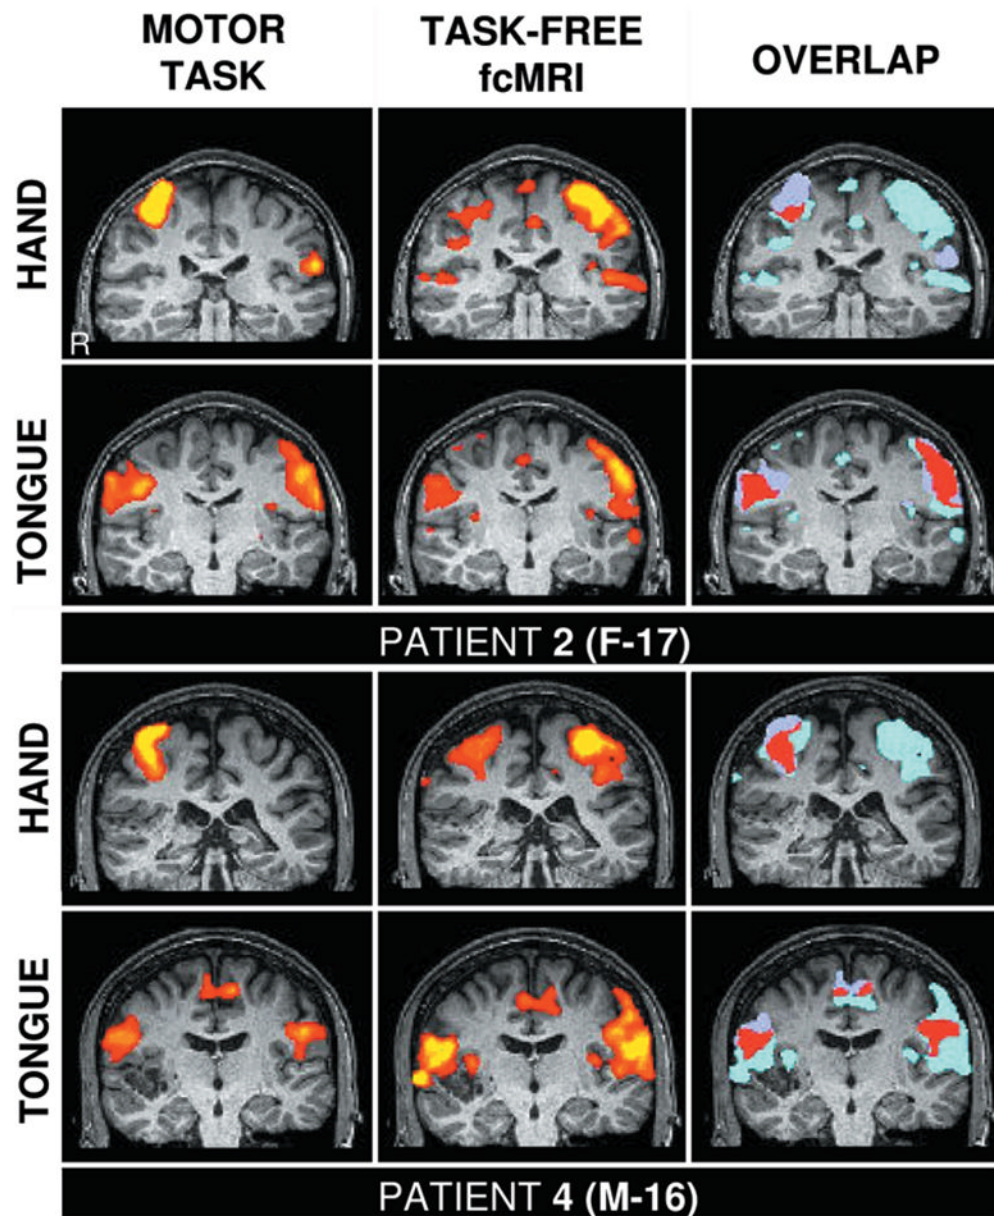 MOTOR TASK
TASK-FREE fcMRI
OVERLAP
HAND
R
TONGUE
PATIENT 2 (F-17)
HAND
TONGUE
PATIENT 4 (M-16)